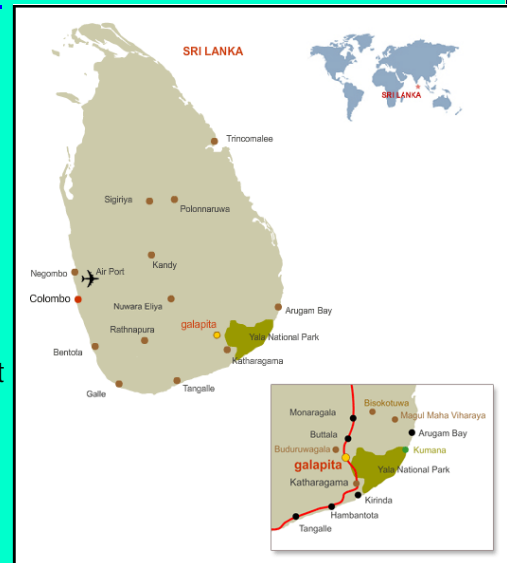 SRI LANKA
SRI LANKA
Trincomalee
Sigiriya
Polonnaruwa
Kandy
Negombo
Air Port
Colombo
Nuwara Eliya
Arugam Bay
Rathnapura
galapita
Yala National Park
Bentota
Katharagama
Galle
Tangalle
Bisokotuwa
Monaragala
Magul Maha Viharaya
Buttala
Arugam Bay
Buduruwagala
Kumana
galapita
Yala National Park
Katharagama
Kirinda
Hambantota
Tangalle
t